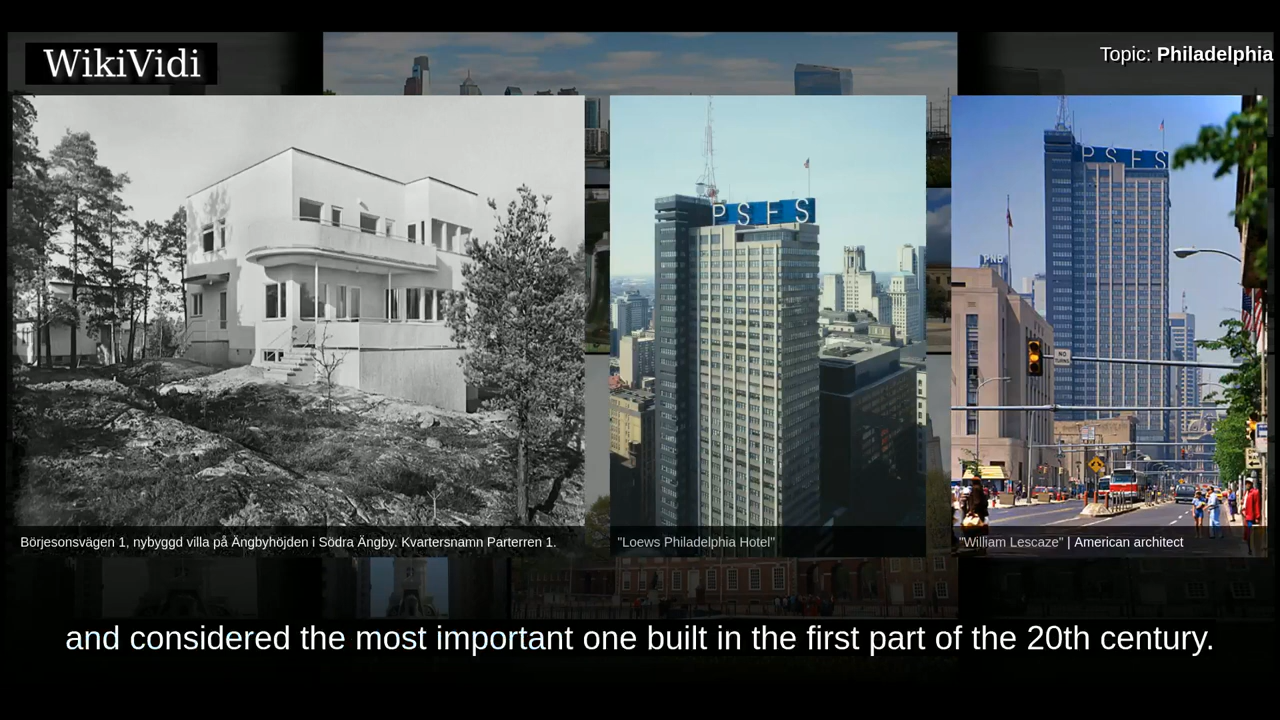 WikiVidi
Topic: Philadelphia
PSFS
PSFS
PNB
NO
TURNS
Börjesonsvägen 1, nybyggd villa på Ängbyhöjden i Södra Ängby. Kvartersnamn Parterren 1.
"Loews Philadelphia Hotel"
"William Lescaze" | American architect
and considered the most important one built in the first part of the 20th century.